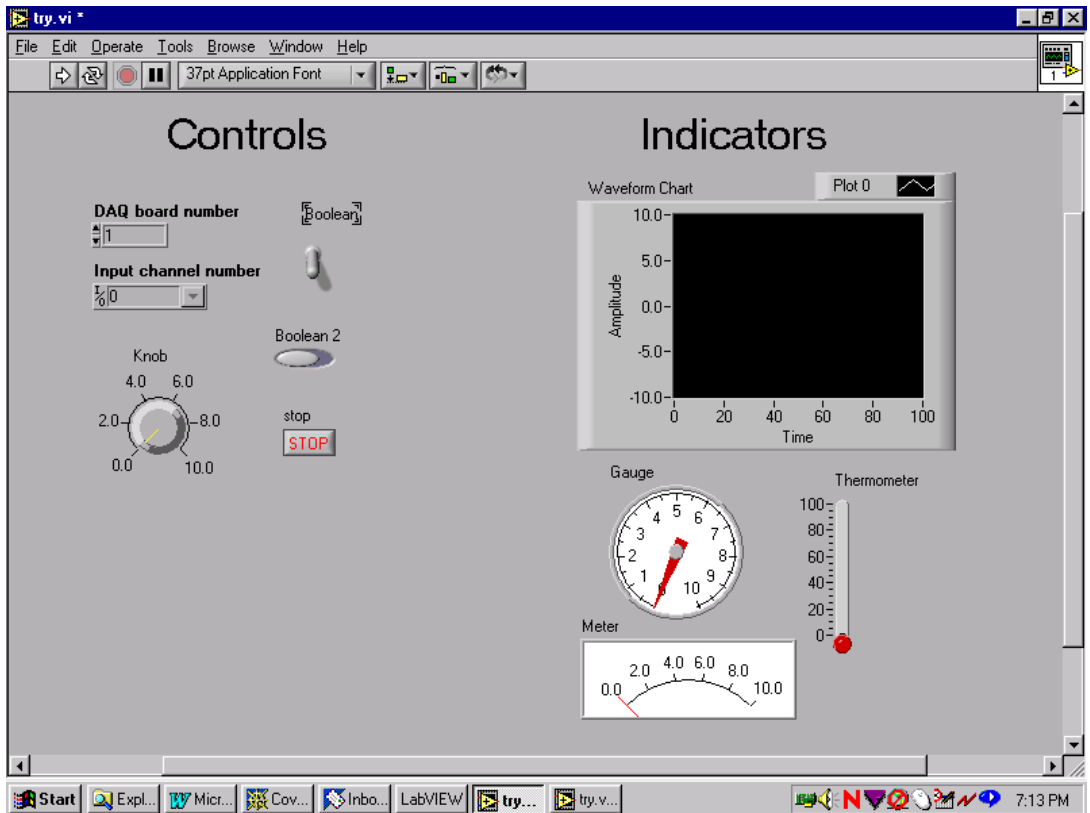 try.vi *
File Edit Operate Tools Browse Window Help
37pt Application Font
1
Controls
Indicators
DAQ board number
1
Boolean
Input channel number
I/O 0
Boolean 2
Knob
4.0 6.0
2.0 8.0
0.0 10.0
stop
STOP
Waveform Chart
Plot 0
10.0
5.0
0.0
-5.0
-10.0
Amplitude
0 20 40 60 80 100
Time
Gauge
0 1 2 3 4 5 6 7 8 9 10
Thermometer
100
80
60
40
20
0
Meter
0.0 2.0 4.0 6.0 8.0 10.0
Start Expl... Micr... Cov... Inbo... LabVIEW try... try.v... 7:13 PM